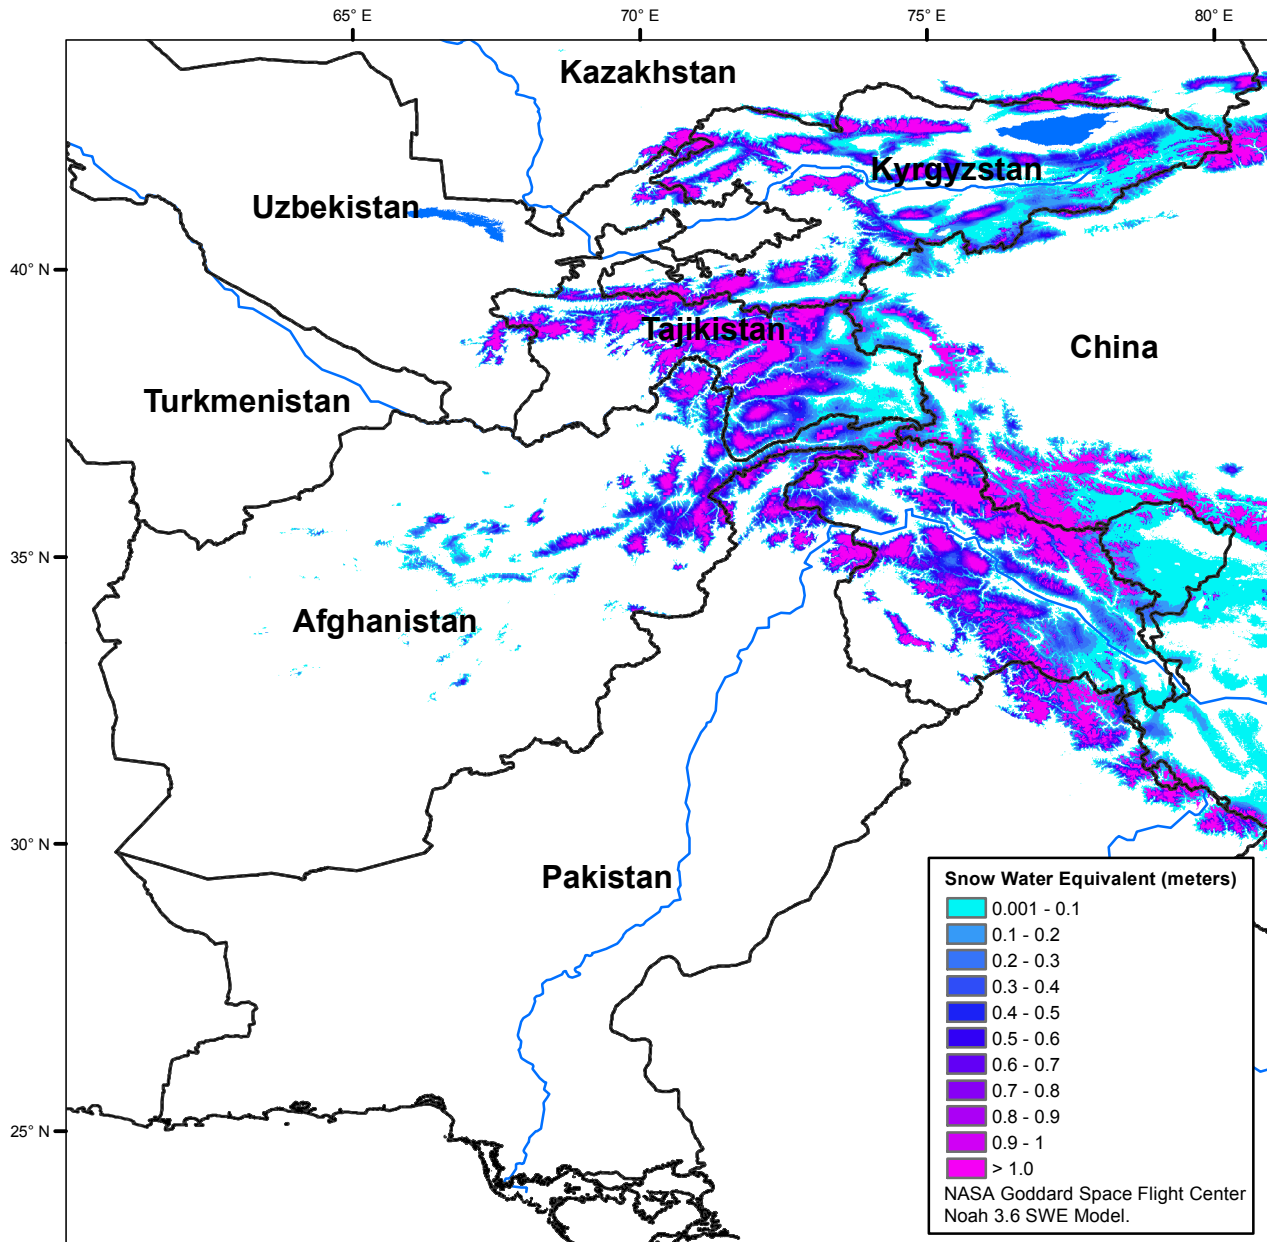 65° E
70° E
75° E
80° E
Kazakhstan
Kyrgyzstan
Uzbekistan
40° N
Tajikistan
China
Turkmenistan
35° N
Afghanistan
30° N
Pakistan
25° N
Snow Water Equivalent (meters)
0.001 - 0.1
0.1 - 0.2
0.2 - 0.3
0.3 - 0.4
0.4 - 0.5
0.5 - 0.6
0.6 - 0.7
0.7 - 0.8
0.8 - 0.9
0.9 - 1
> 1.0
NASA Goddard Space Flight Center
Noah 3.6 SWE Model.